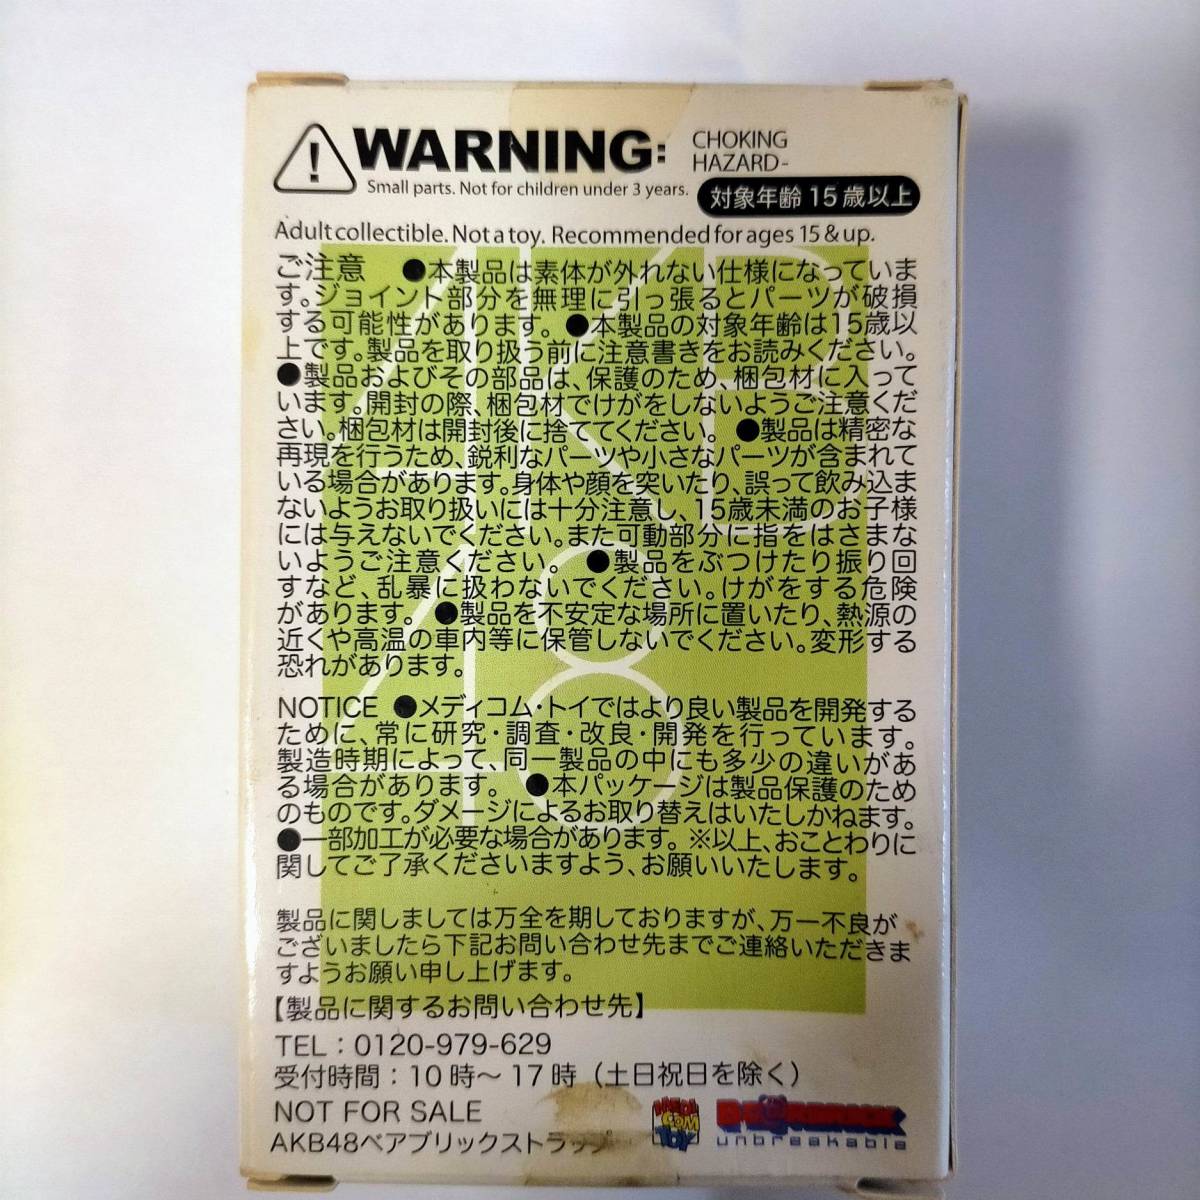 WARNING:
CHOKING
HAZARD-
Small parts. Not for children under 3 years.
対象年齢 15 歳以上
Adult collectible. Not a toy. Recommended for ages 15 & up.
ご注意 ●本製品は素体が外れない仕様になっていま
す。ジョイント部分を無理に引っ張るとパーツが破損
する可能性があります。 ●本製品の対象年齢は15歳以
上です。製品を取り扱う前に注意書きをお読みください。
●製品およびその部品は、保護のため、梱包材に入って
います。開封の際、梱包材でけがをしないようご注意くだ
さい。梱包材は開封後に捨ててください。 ●製品は精密な
再現を行うため、鋭利なパーツや小さなパーツが含まれて
いる場合があります。身体や顔を突いたり、誤って飲み込ま
ないようお取り扱いには十分注意し、15歳未満のお子様
には与えないでください。また可動部分に指をはさまな
いようご注意ください。 ●製品をぶつけたり振り回
すなど、乱暴に扱わないでください。けがをする危険
があります。 ●製品を不安定な場所に置いたり、熱源の
近くや高温の車内等に保管しないでください。変形する
恐れがあります。
AKB
48
NOTICE ●メディコム・トイではより良い製品を開発する
ために、常に研究・調査・改良・開発を行っています。
製造時期によって、同一製品の中にも多少の違いがあ
る場合があります。 ●本パッケージは製品保護のため
のものです。ダメージによるお取り替えはいたしかねます。
●一部加工が必要な場合があります。※以上、おことわりに
関してご了承くださいますよう、お願いいたします。
製品に関しましては万全を期しておりますが、万一不良が
ございましたら下記お問い合わせ先までご連絡いただきま
すようお願い申し上げます。
【製品に関するお問い合わせ先】
TEL : 0120-979-629
受付時間 : 10 時～17 時（土日祝日を除く）
NOT FOR SALE
AKB48ベアブリックストラップ
MEDI
COM
TOY
BE@RBRICK
unbreakable